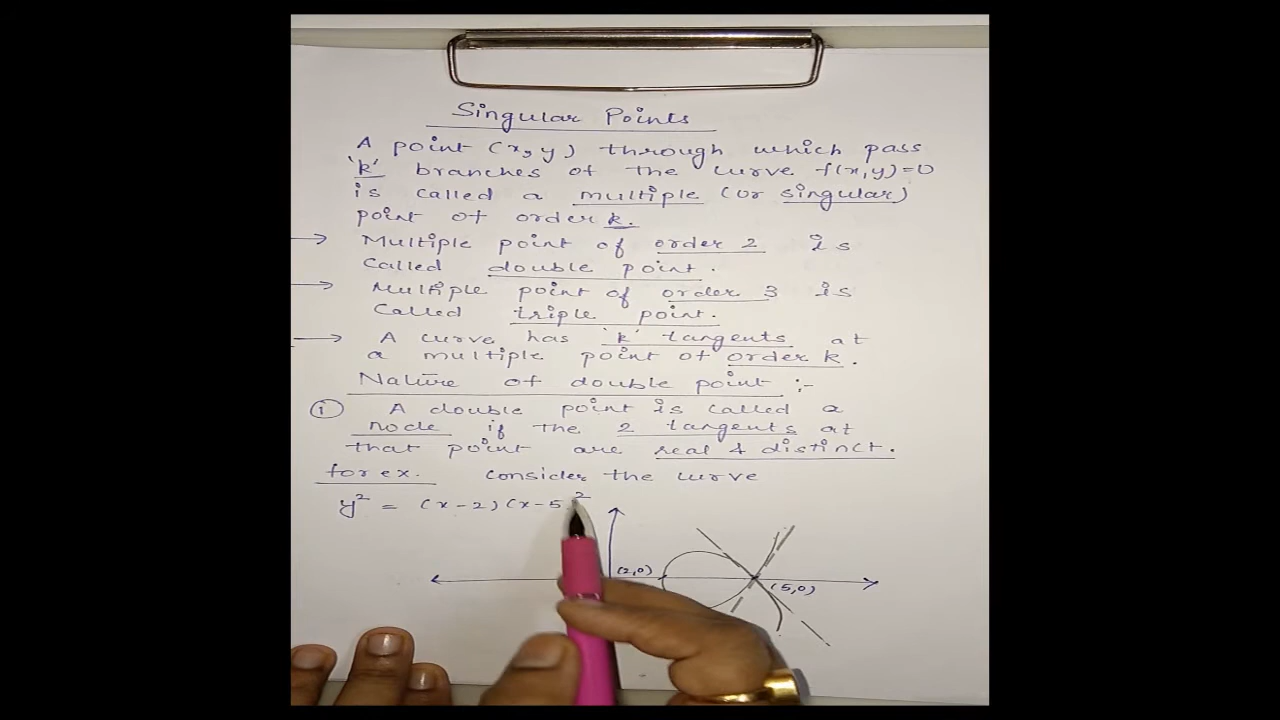 Singular Points
A point (x, y) through which pass
'k' branches of the curve f(x,y)=0
is called a multiple (or singular)
point of order k.
→ Multiple point of order 2 is
Called double point.
→ Multiple point of order 3 is
Called triple point.
→ A curve has 'k' tangents at
a multiple point of order k.
Nature of double point :-
(i) A double point is called a
node if the 2 tangents at
that point are real & distinct.
for ex. Consider the curve
y² = (x-2)(x-5)²
(2,0)
(5,0)